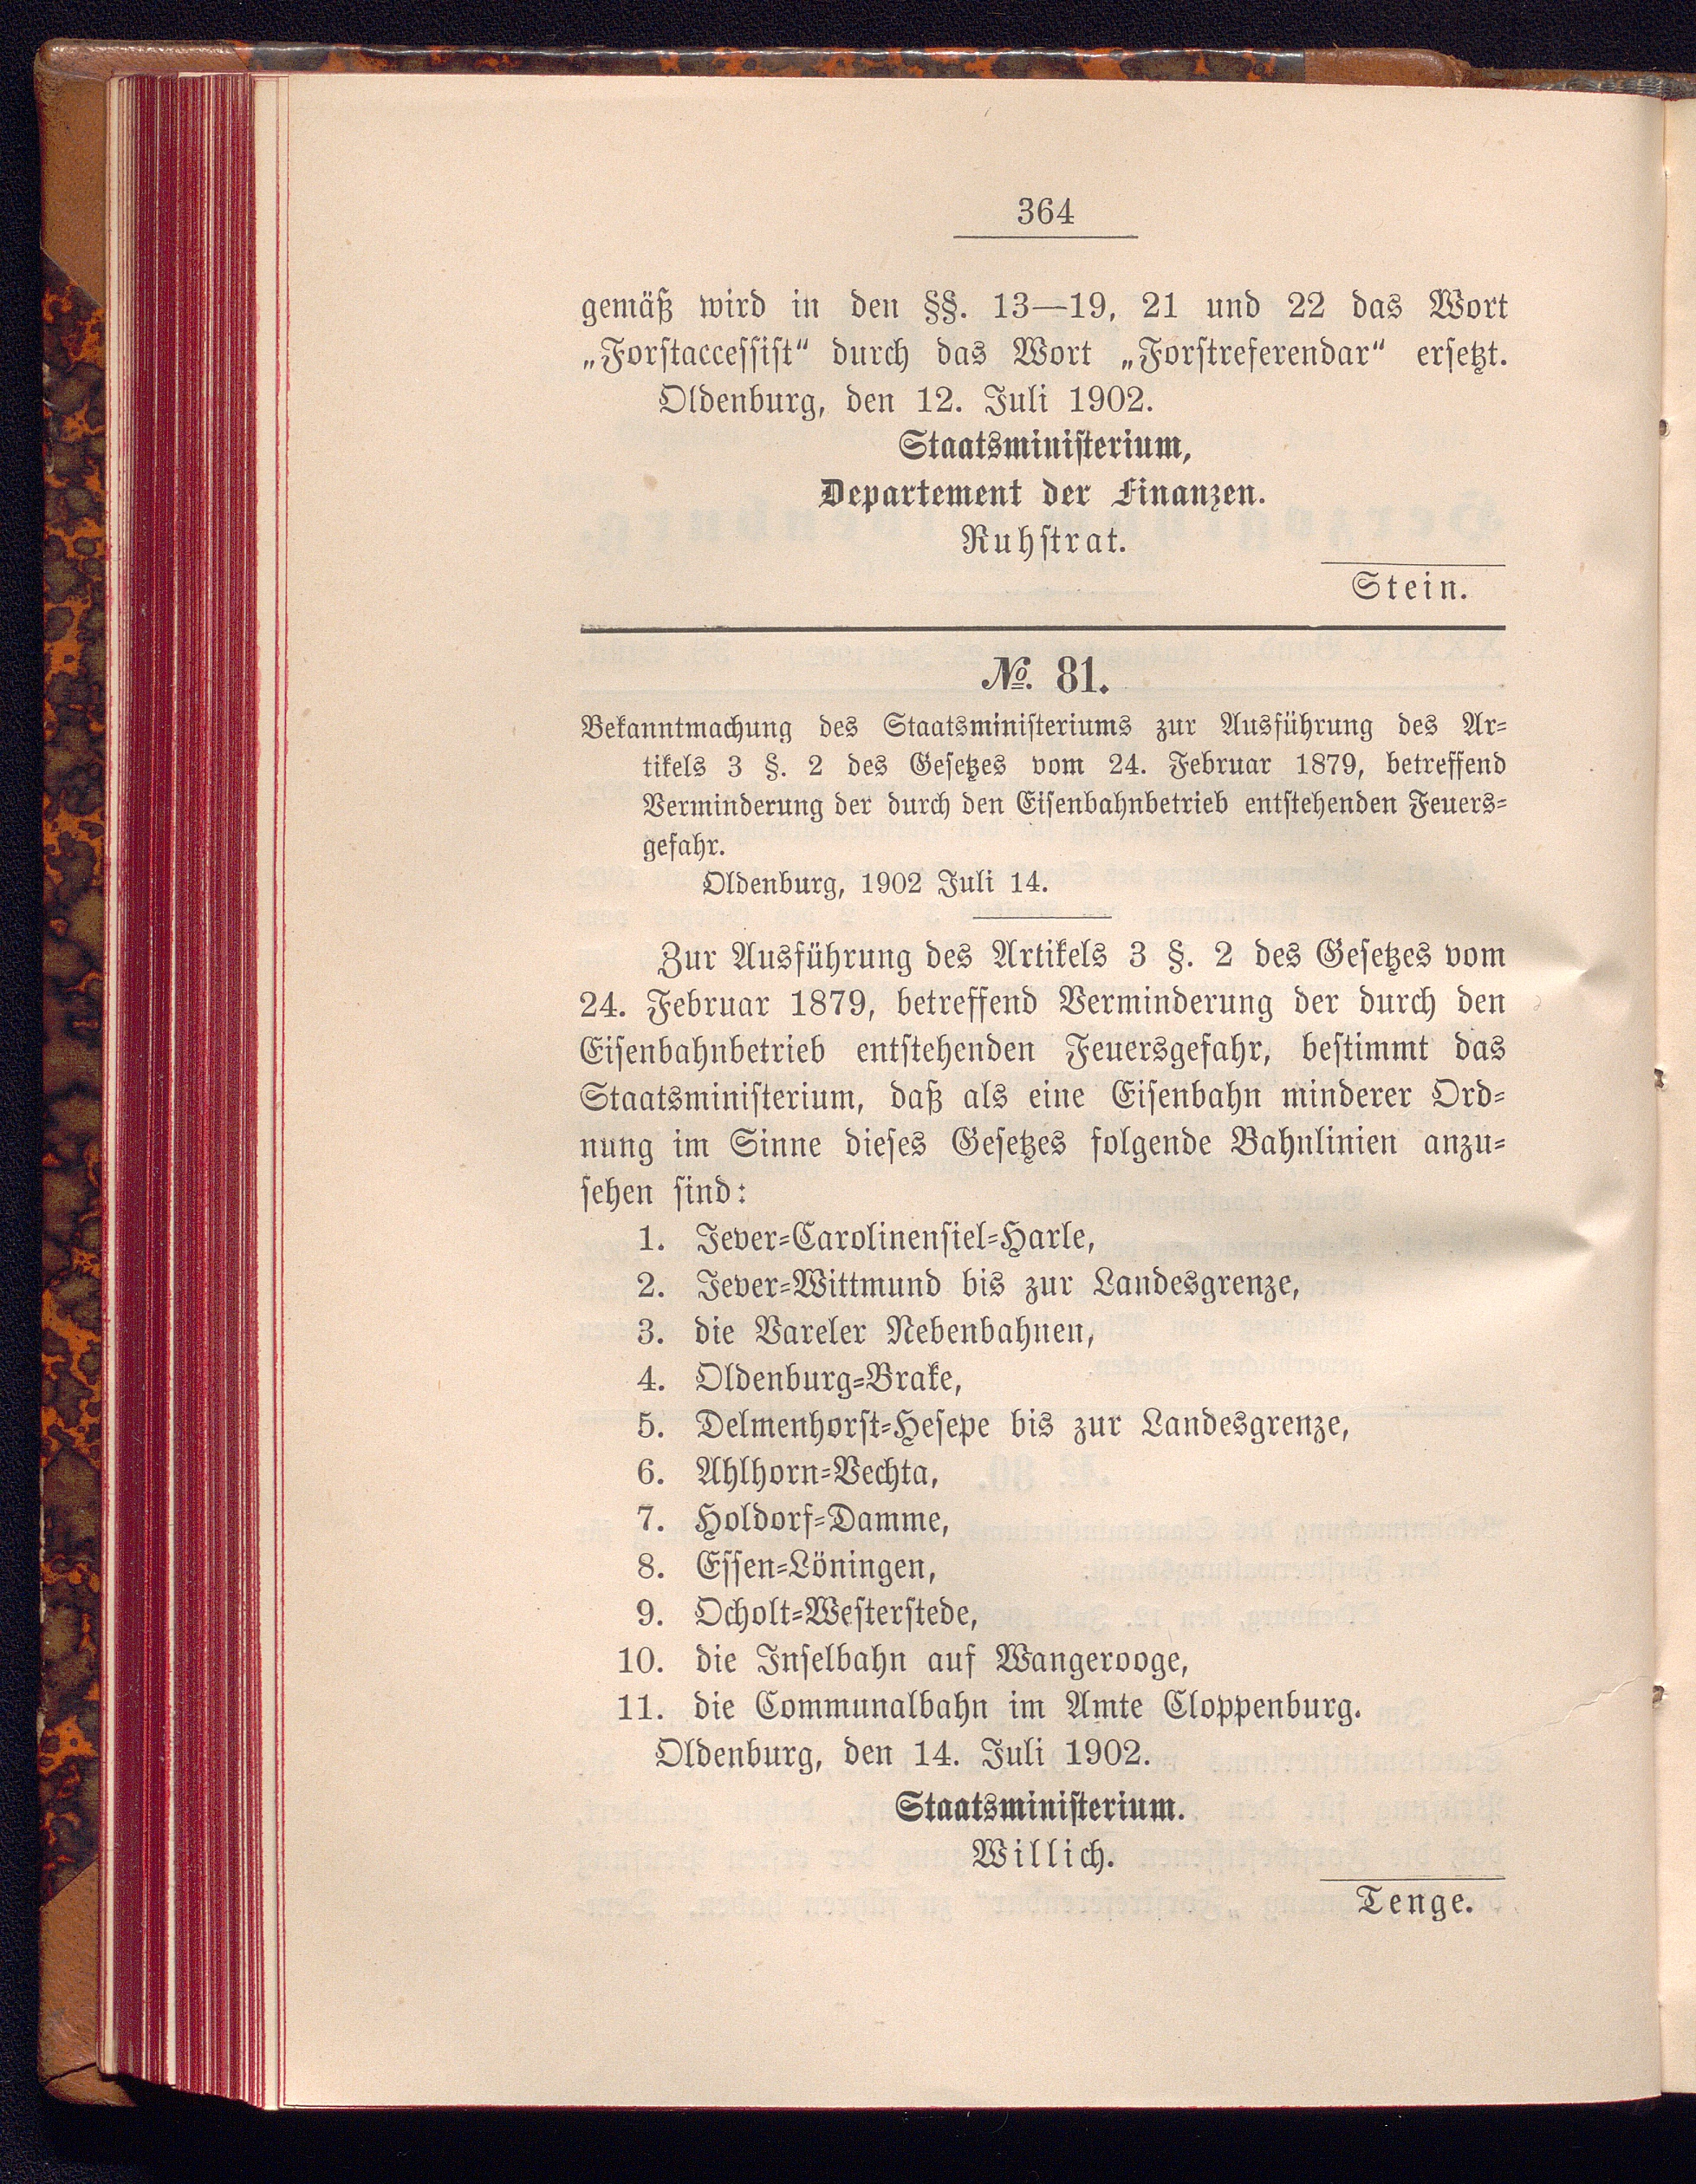 364
gemäß wird in den §§. 13—19, 21 und 22 das Wort
„Forstaccessist“ durch das Wort „Forstreferendar“ ersetzt.
Oldenburg, den 12. Juli 1902.
Staatsministerium,
Departement der Finanzen.
Ruhstrat.
Stein.
№. 81.
Bekanntmachung des Staatsministeriums zur Ausführung des Ar-
tikels 3 §. 2 des Gesetzes vom 24. Februar 1879, betreffend
Verminderung der durch den Eisenbahnbetrieb entstehenden Feuers-
gefahr.
Oldenburg, 1902 Juli 14.
Zur Ausführung des Artikels 3 §. 2 des Gesetzes vom
24. Februar 1879, betreffend Verminderung der durch den
Eisenbahnbetrieb entstehenden Feuersgefahr, bestimmt das
Staatsministerium, daß als eine Eisenbahn minderer Ord-
nung im Sinne dieses Gesetzes folgende Bahnlinien anzu-
sehen sind:
1. Jever-Carolinensiel-Harle,
2. Jever-Wittmund bis zur Landesgrenze,
3. die Vareler Nebenbahnen,
4. Oldenburg-Brake,
5. Delmenhorst-Hesepe bis zur Landesgrenze,
6. Ahlhorn-Vechta,
7. Holdorf-Damme,
8. Essen-Löningen,
9. Ocholt-Westerstede,
10. die Inselbahn auf Wangerooge,
11. die Communalbahn im Amte Cloppenburg.
Oldenburg, den 14. Juli 1902.
Staatsministerium.
Willich.
Tenge.